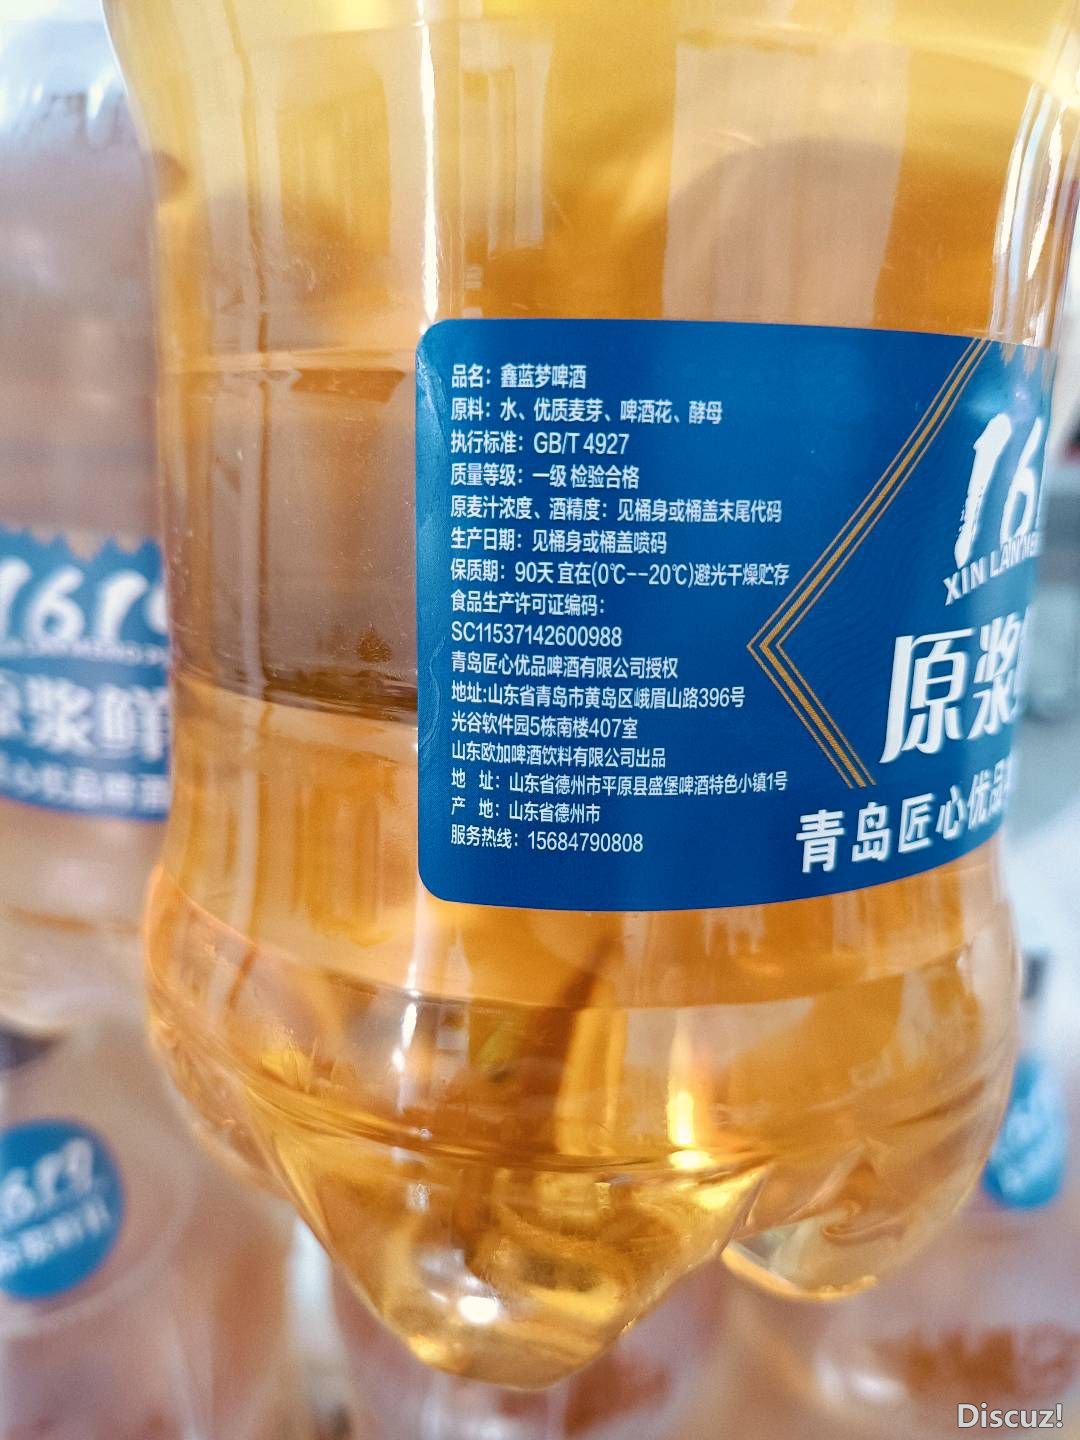 品名：鑫蓝梦啤酒
原料：水、优质麦芽、啤酒花、酵母
执行标准：GB/T 4927
质量等级：一级 检验合格
原麦汁浓度、酒精度：见桶身或桶盖末尾代码
生产日期：见桶身或桶盖喷码
保质期：90天 宜在(0℃--20℃)避光干燥贮存
食品生产许可证编码：
SC11537142600988
青岛匠心优品啤酒有限公司授权
地址:山东省青岛市黄岛区峨眉山路396号
光谷软件园5栋南楼407室
山东欧加啤酒饮料有限公司出品
地 址：山东省德州市平原县盛堡啤酒特色小镇1号
产 地：山东省德州市
服务热线：15684790808
16
XIN LANM
原浆
青岛匠心优品
1619
浆鲜
Discuz!